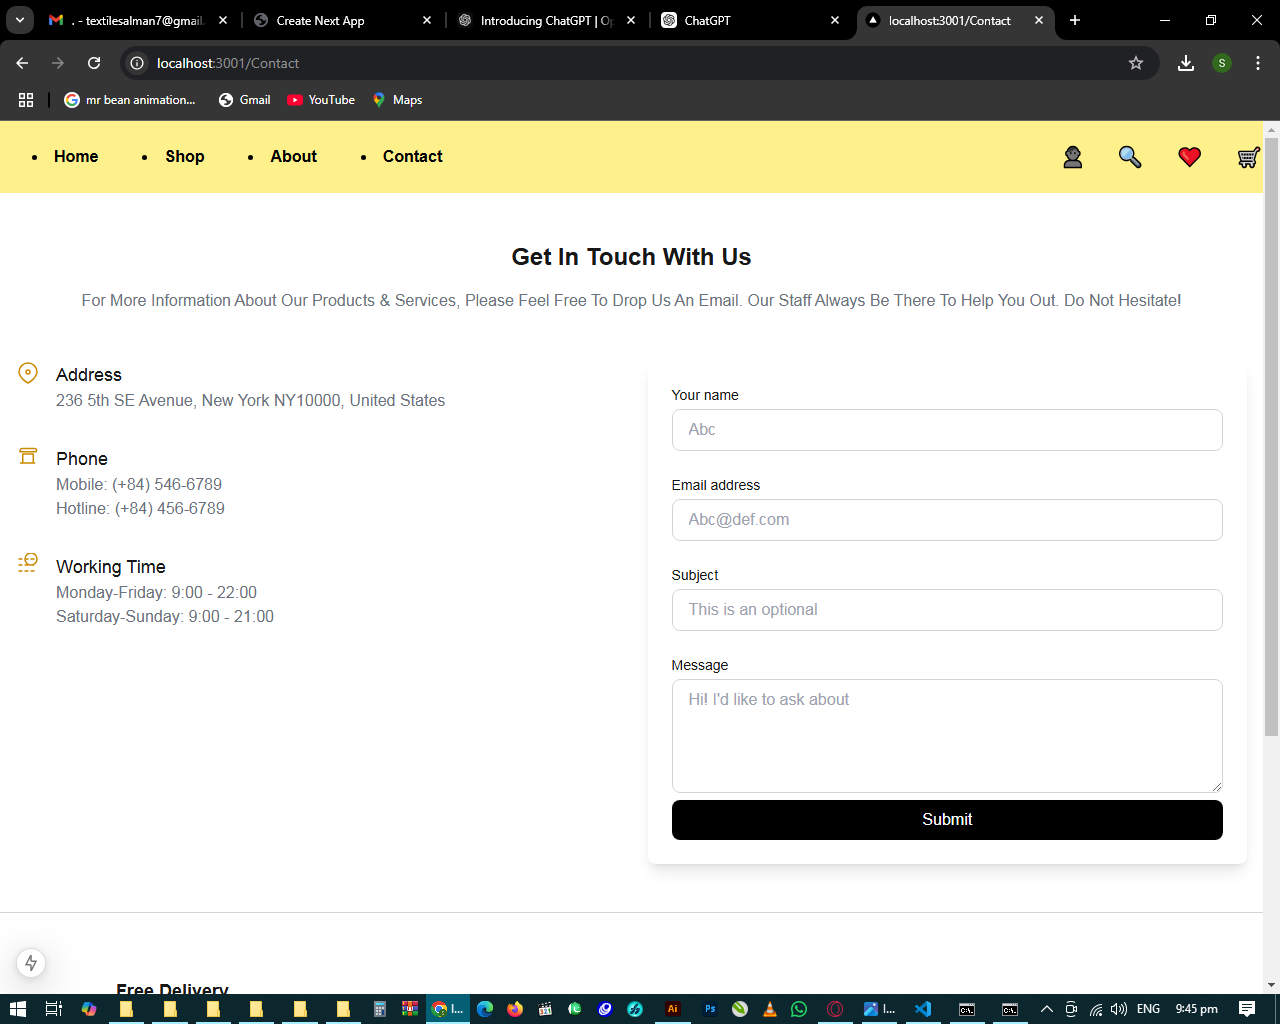 . - textilesalman7@gmail.
Create Next App
Introducing ChatGPT | Op
ChatGPT
localhost:3001/Contact
localhost:3001/Contact
S
mr bean animation...
Gmail
YouTube
Maps
Home
Shop
About
Contact
Get In Touch With Us
For More Information About Our Products & Services, Please Feel Free To Drop Us An Email. Our Staff Always Be There To Help You Out. Do Not Hesitate!
Address
236 5th SE Avenue, New York NY10000, United States
Phone
Mobile: (+84) 546-6789
Hotline: (+84) 456-6789
Working Time
Monday-Friday: 9:00 - 22:00
Saturday-Sunday: 9:00 - 21:00
Your name
Abc
Email address
Abc@def.com
Subject
This is an optional
Message
Hi! I'd like to ask about
Submit
Free Delivery
l...
Ai
Ps
l...
ENG
9:45 pm